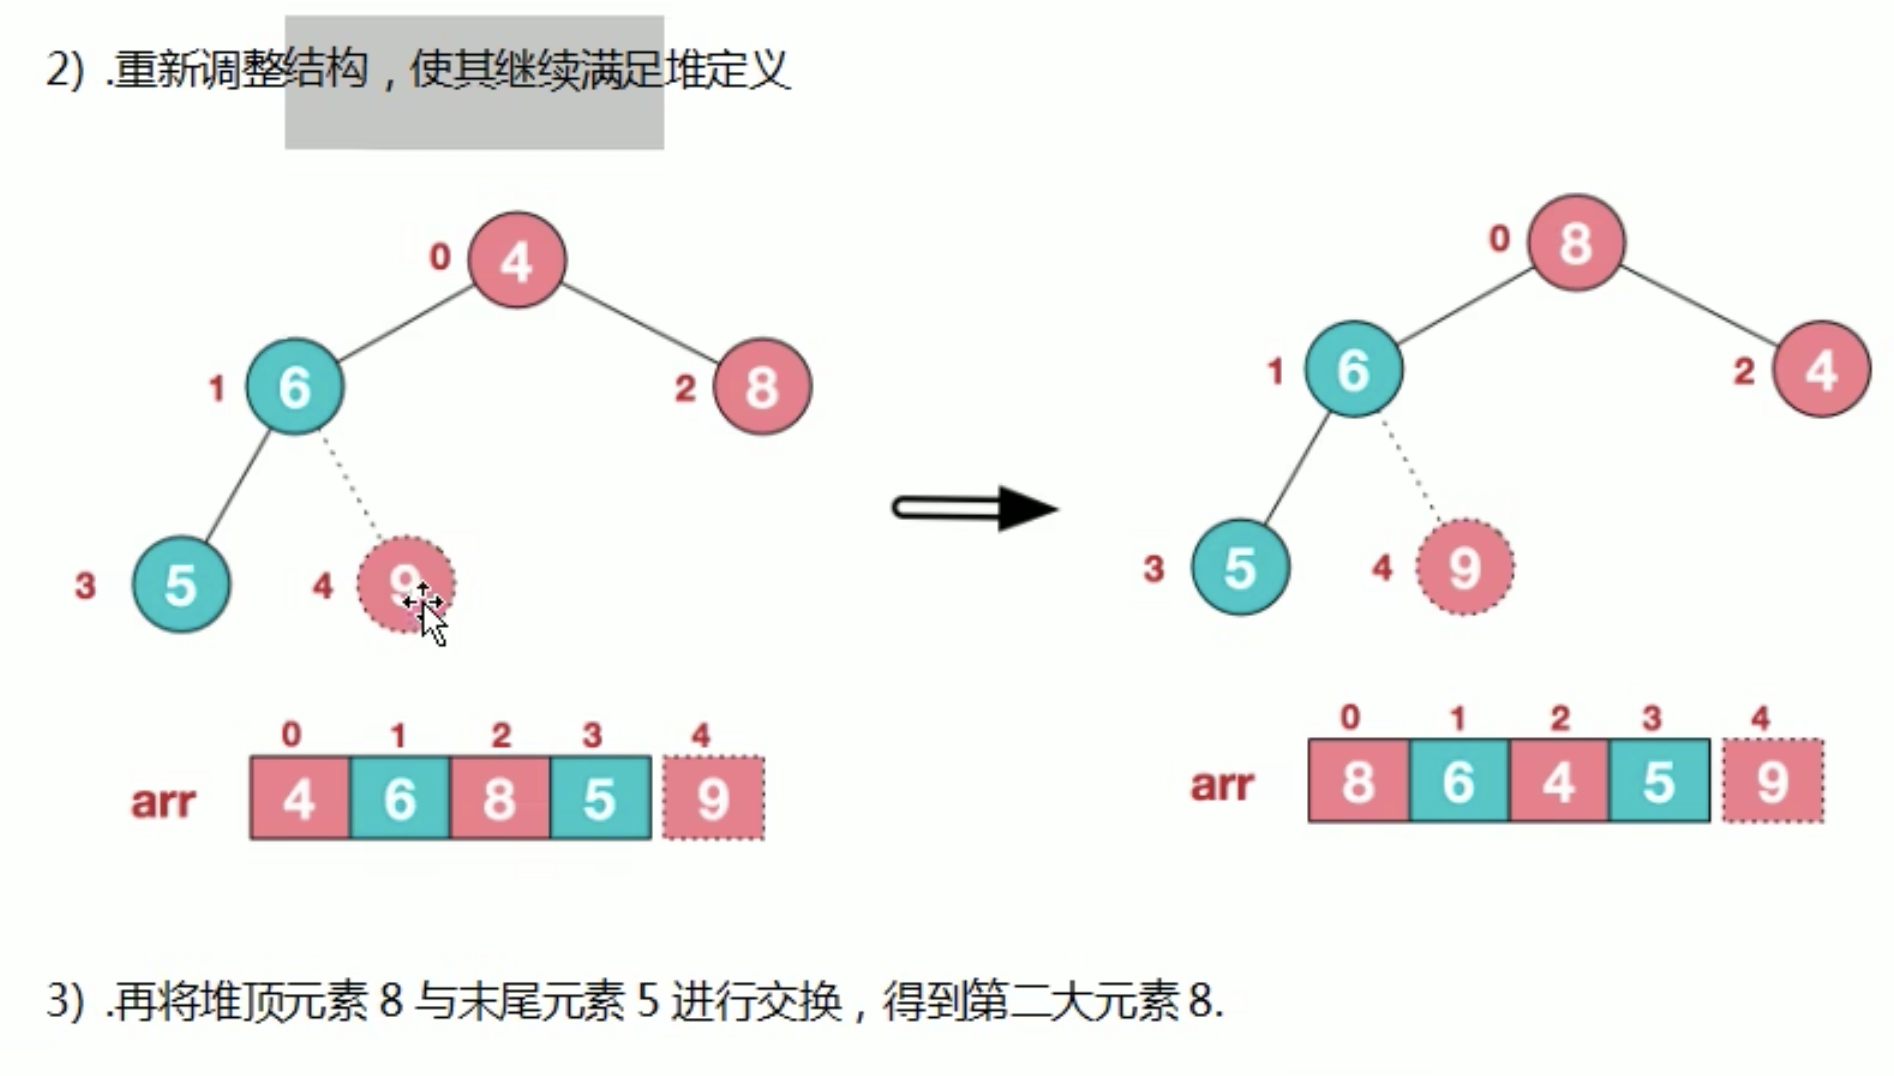 2) .重新调整结构，使其继续满足堆定义
0 4
0 8
1 6 2 8
1 6 2 4
3 5 4 9
3 5 4 9
0 1 2 3 4
arr 4 6 8 5 9
0 1 2 3 4
arr 8 6 4 5 9
3) .再将堆顶元素 8 与末尾元素 5 进行交换，得到第二大元素 8.